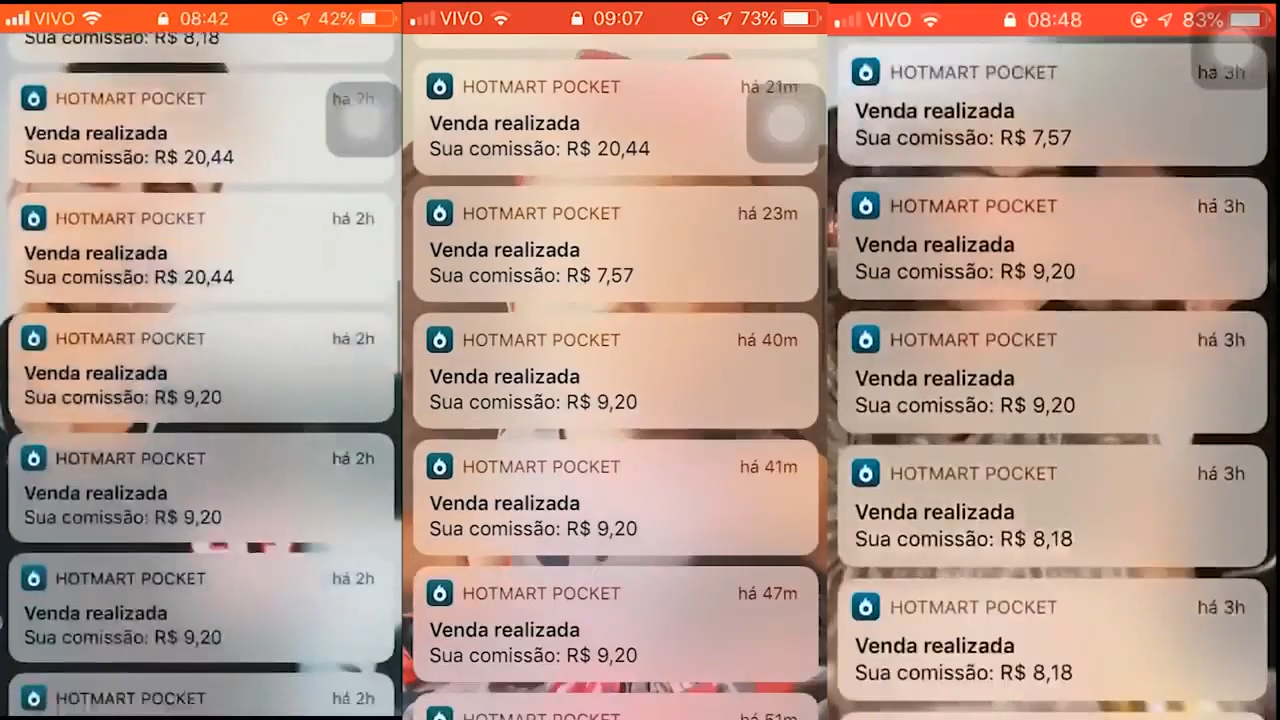 VIVO 08:42 42%
Sua comissão: R$ 8,18
HOTMART POCKET há 2h
Venda realizada
Sua comissão: R$ 20,44
HOTMART POCKET há 2h
Venda realizada
Sua comissão: R$ 20,44
HOTMART POCKET há 2h
Venda realizada
Sua comissão: R$ 9,20
HOTMART POCKET há 2h
Venda realizada
Sua comissão: R$ 9,20
HOTMART POCKET há 2h
Venda realizada
Sua comissão: R$ 9,20
HOTMART POCKET há 2h
VIVO 09:07 73%
HOTMART POCKET há 21m
Venda realizada
Sua comissão: R$ 20,44
HOTMART POCKET há 23m
Venda realizada
Sua comissão: R$ 7,57
HOTMART POCKET há 40m
Venda realizada
Sua comissão: R$ 9,20
HOTMART POCKET há 41m
Venda realizada
Sua comissão: R$ 9,20
HOTMART POCKET há 47m
Venda realizada
Sua comissão: R$ 9,20
HOTMART POCKET há 51m
VIVO 08:48 83%
HOTMART POCKET há 3h
Venda realizada
Sua comissão: R$ 7,57
HOTMART POCKET há 3h
Venda realizada
Sua comissão: R$ 9,20
HOTMART POCKET há 3h
Venda realizada
Sua comissão: R$ 9,20
HOTMART POCKET há 3h
Venda realizada
Sua comissão: R$ 8,18
HOTMART POCKET há 3h
Venda realizada
Sua comissão: R$ 8,18